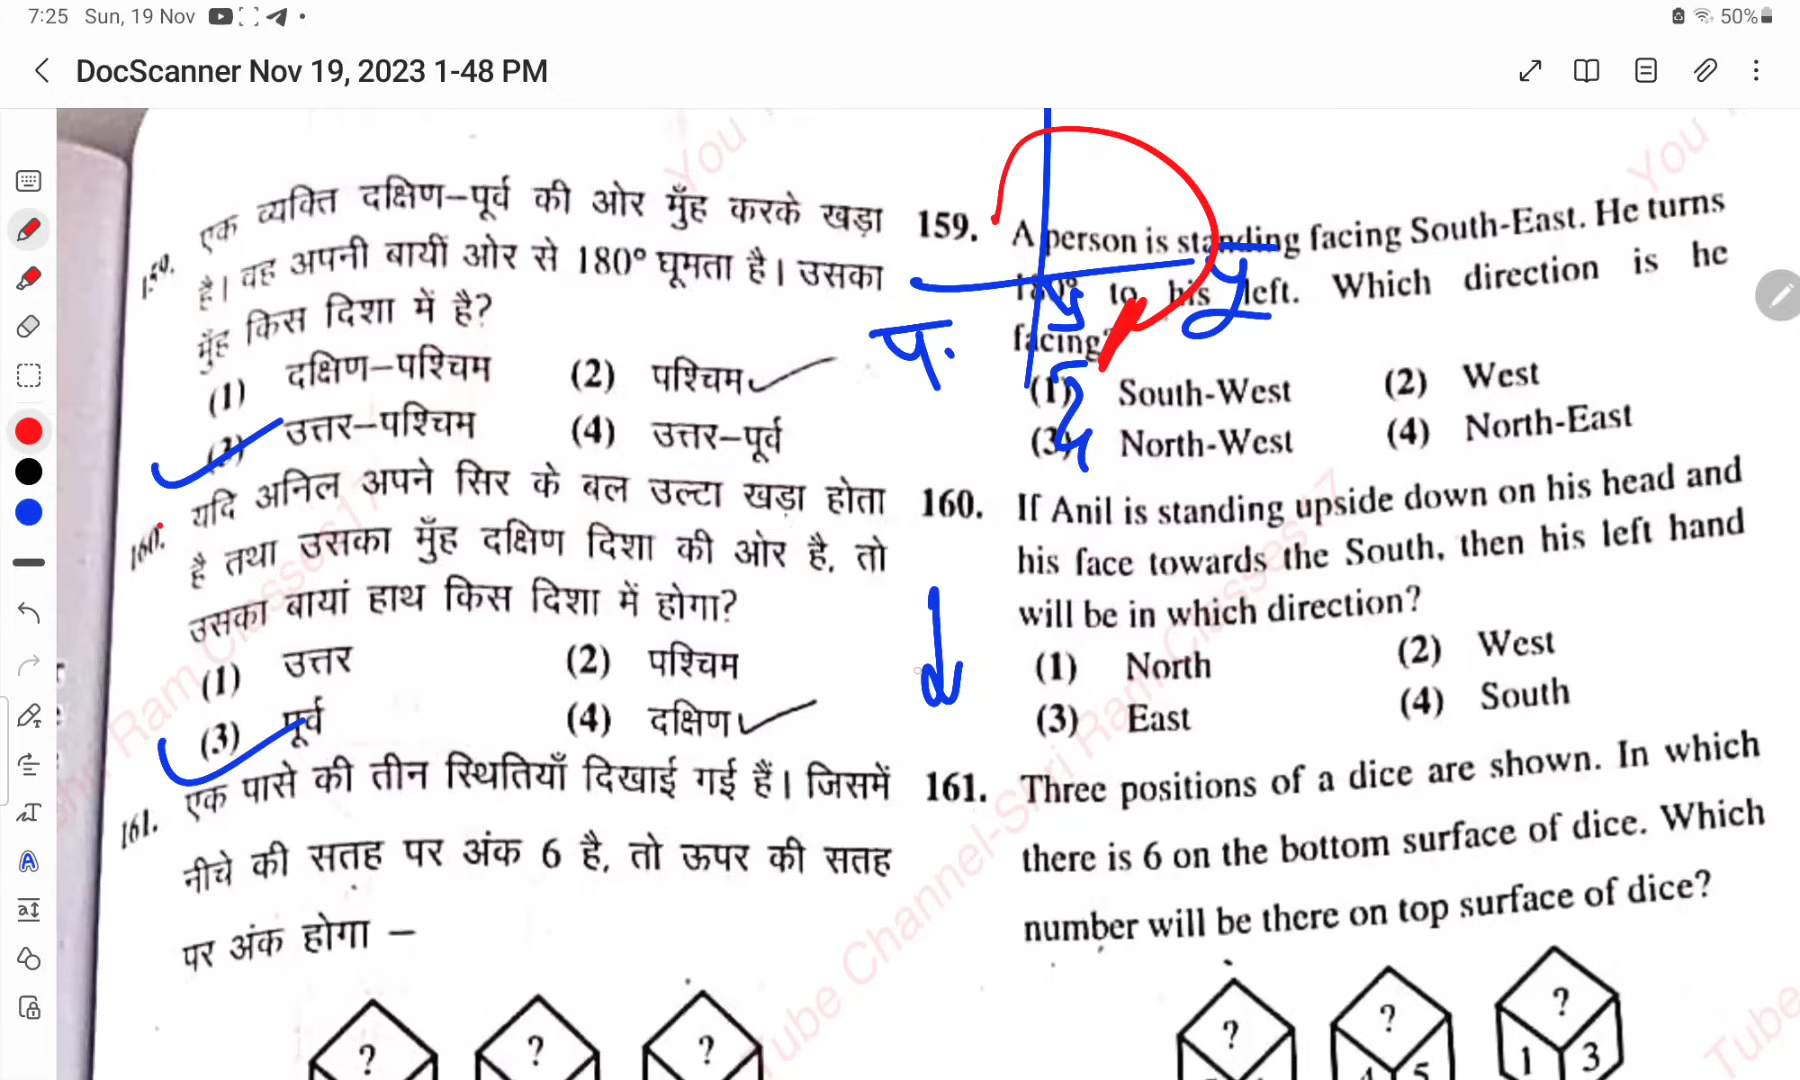 7:25 Sun, 19 Nov
50%
DocScanner Nov 19, 2023 1-48 PM
159. एक व्यक्ति दक्षिण–पूर्व की ओर मुँह करके खड़ा
है। वह अपनी बायीं ओर से 180° घूमता है। उसका
मुँह किस दिशा में है?
(1) दक्षिण–पश्चिम (2) पश्चिम
(3) उत्तर–पश्चिम (4) उत्तर–पूर्व
160. यदि अनिल अपने सिर के बल उल्टा खड़ा होता
है तथा उसका मुँह दक्षिण दिशा की ओर है, तो
उसका बायां हाथ किस दिशा में होगा?
(1) उत्तर (2) पश्चिम
(3) पूर्व (4) दक्षिण
161. एक पासे की तीन स्थितियाँ दिखाई गई हैं। जिसमें
नीचे की सतह पर अंक 6 है, तो ऊपर की सतह
पर अंक होगा –
? ? ?
159. A person is standing facing South-East. He turns
180° to his left. Which direction is he
facing?
(1) South-West (2) West
(3) North-West (4) North-East
160. If Anil is standing upside down on his head and
his face towards the South, then his left hand
will be in which direction?
(1) North (2) West
(3) East (4) South
161. Three positions of a dice are shown. In which
there is 6 on the bottom surface of dice. Which
number will be there on top surface of dice?
? ? ?
4 5 1 3